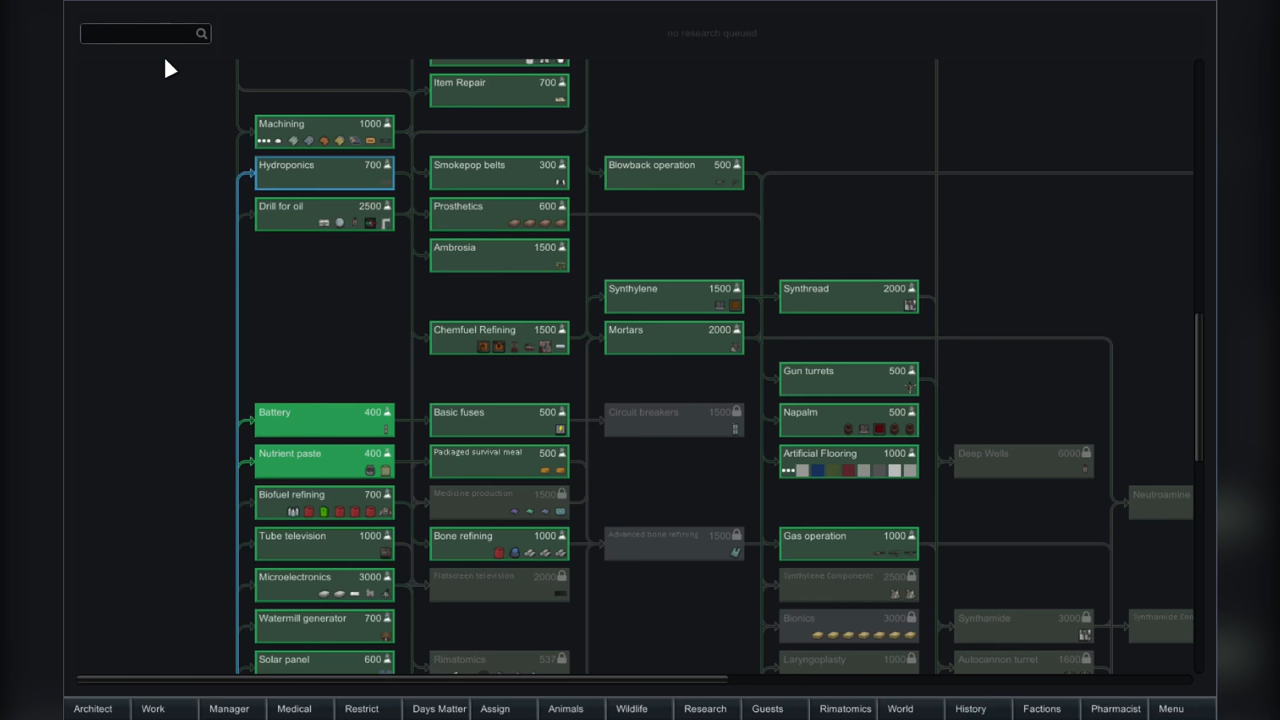 no research queued
Item Repair 700
Machining 1000
Hydroponics 700
Smokepop belts 300
Blowback operation 500
Drill for oil 2500
Prosthetics 600
Ambrosia 1500
Synthylene 1500
Synthread 2000
Chemfuel Refining 1500
Mortars 2000
Gun turrets 500
Battery 400
Basic fuses 500
Circuit breakers 1500
Napalm 500
Nutrient paste 400
Packaged survival meal 500
Artificial Flooring 1000
Deep Wells 6000
Biofuel refining 700
Medicine production 1500
Neutroamine
Tube television 1000
Bone refining 1000
Advanced bone refining 1500
Gas operation 1000
Microelectronics 3000
Flatscreen television 2000
Synthylene Components 2500
Watermill generator 700
Bionics 3000
Synthamide 3000
Synthamide Con
Solar panel 600
Rimatomics 537
Laryngoplasty 1000
Autocannon turret 1600
Architect Work Manager Medical Restrict Days Matter Assign Animals Wildlife Research Guests Rimatomics World History Factions Pharmacist Menu